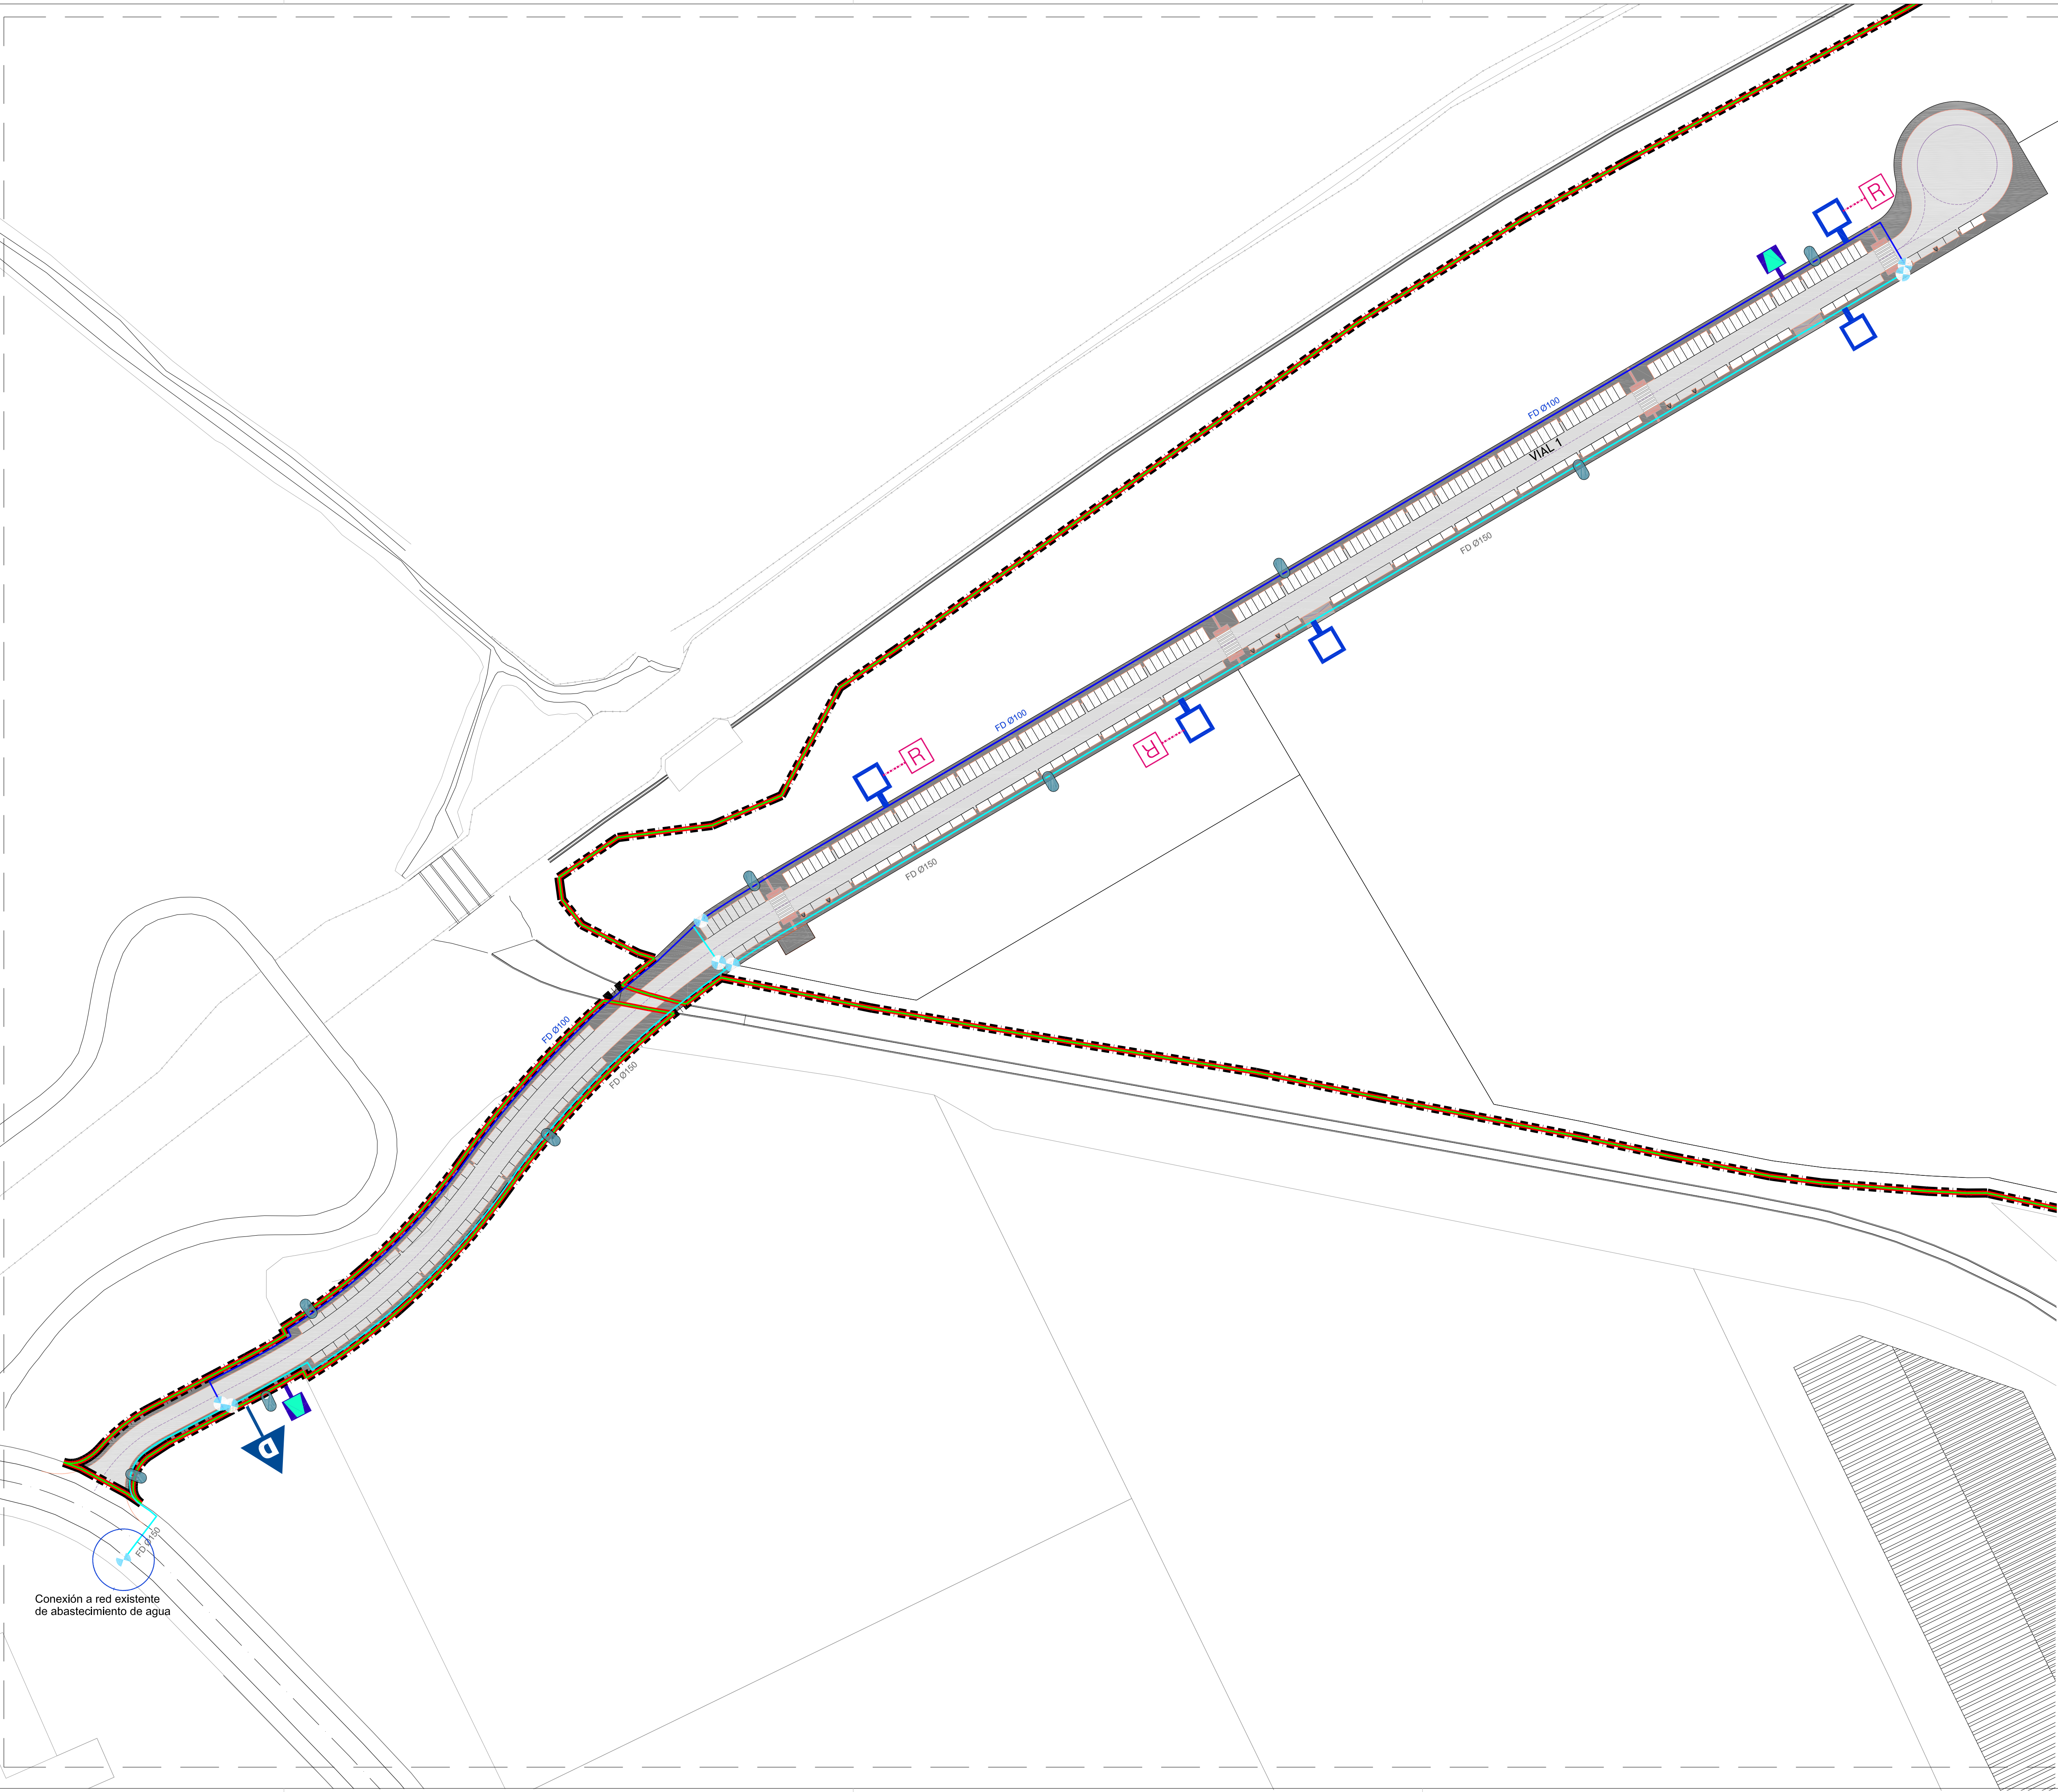 R
FD Ø100
VIAL 1
FD Ø150
FD Ø100
R
R
FD Ø150
FD Ø100
FD Ø150
D
FD Ø150
Conexión a red existente
de abastecimiento de agua